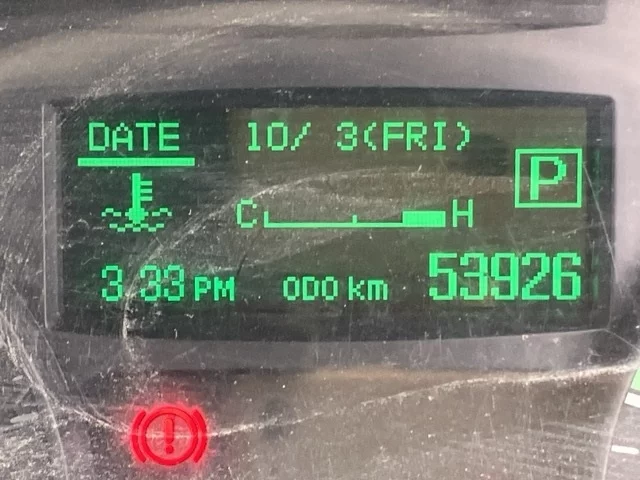 DATE 10/ 3(FRI)
P
C H
3 33 PM ODO km 53926